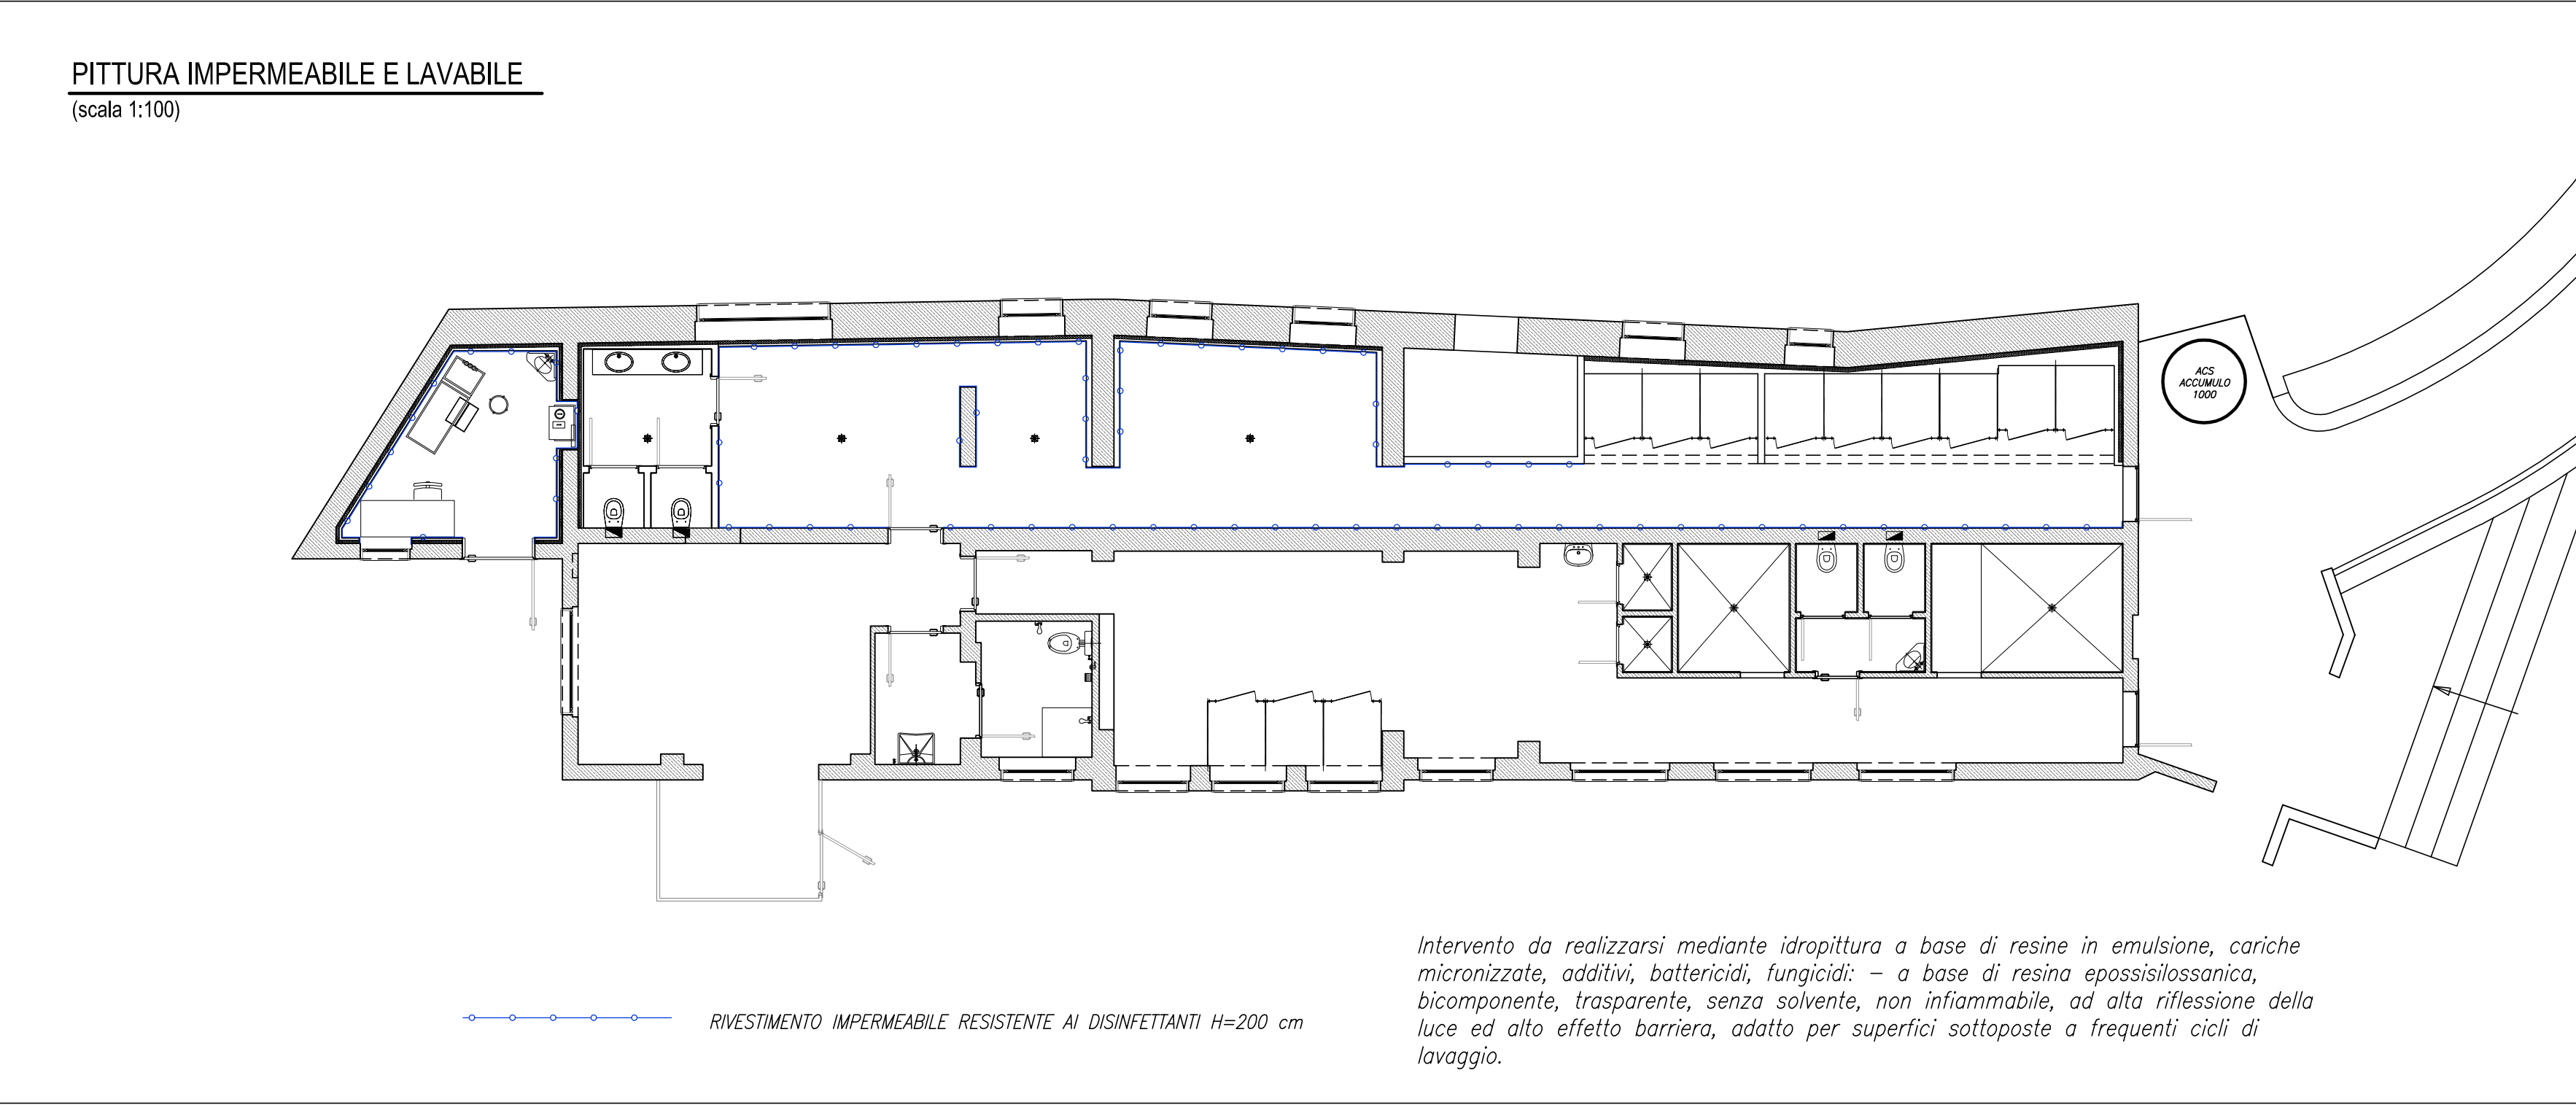 PITTURA IMPERMEABILE E LAVABILE
(scala 1:100)
ACS
ACCUMULO
1000
Intervento da realizzarsi mediante idropittura a base di resine in emulsione, cariche
micronizzate, additivi, battericidi, fungicidi: – a base di resina epossisilossanica,
bicomponente, trasparente, senza solvente, non infiammabile, ad alta riflessione della
luce ed alto effetto barriera, adatto per superfici sottoposte a frequenti cicli di
lavaggio.
RIVESTIMENTO IMPERMEABILE RESISTENTE AI DISINFETTANTI H=200 cm